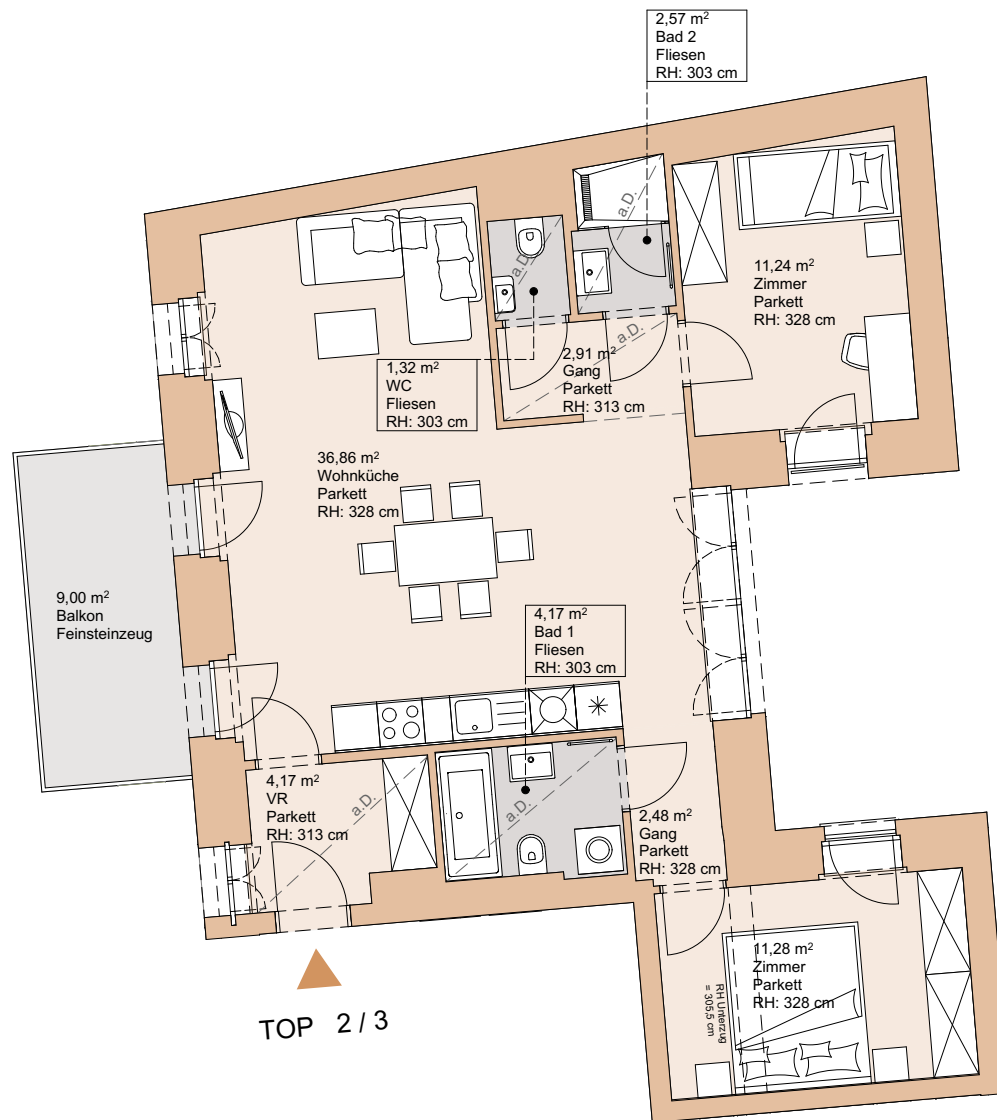 2,57 m²
Bad 2
Fliesen
RH: 303 cm
a.D.
a.D.
a.D.
11,24 m²
Zimmer
Parkett
RH: 328 cm
1,32 m²
WC
Fliesen
RH: 303 cm
2,91 m²
Gang
Parkett
RH: 313 cm
36,86 m²
Wohnküche
Parkett
RH: 328 cm
9,00 m²
Balkon
Feinsteinzeug
4,17 m²
Bad 1
Fliesen
RH: 303 cm
4,17 m²
VR
Parkett
RH: 313 cm
a.D.
a.D.
2,48 m²
Gang
Parkett
RH: 328 cm
11,28 m²
Zimmer
Parkett
RH: 328 cm
RH Unterzug
= 305,5 cm
TOP 2 / 3